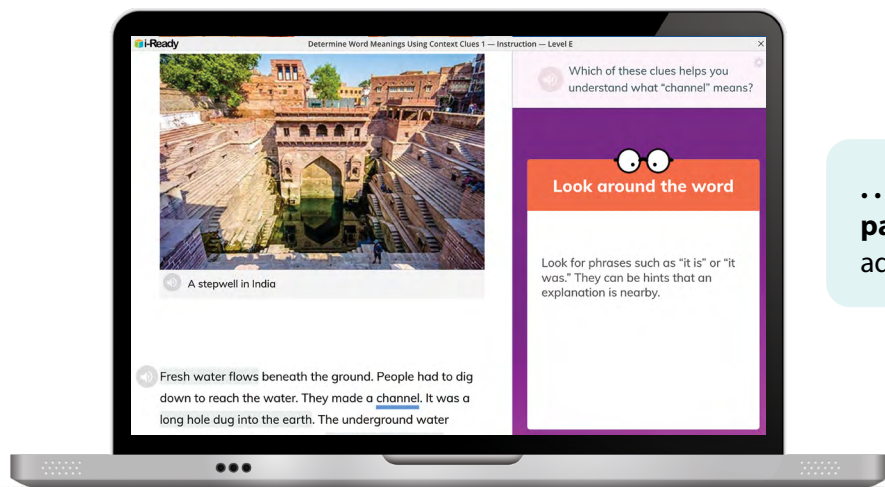 i-Ready
Determine Word Meanings Using Context Clues 1 — Instruction — Level E
A stepwell in India
Fresh water flows beneath the ground. People had to dig
down to reach the water. They made a channel. It was a
long hole dug into the earth. The underground water
Which of these clues helps you
understand what “channel” means?
Look around the word
Look for phrases such as “it is” or “it
was.” They can be hints that an
explanation is nearby.